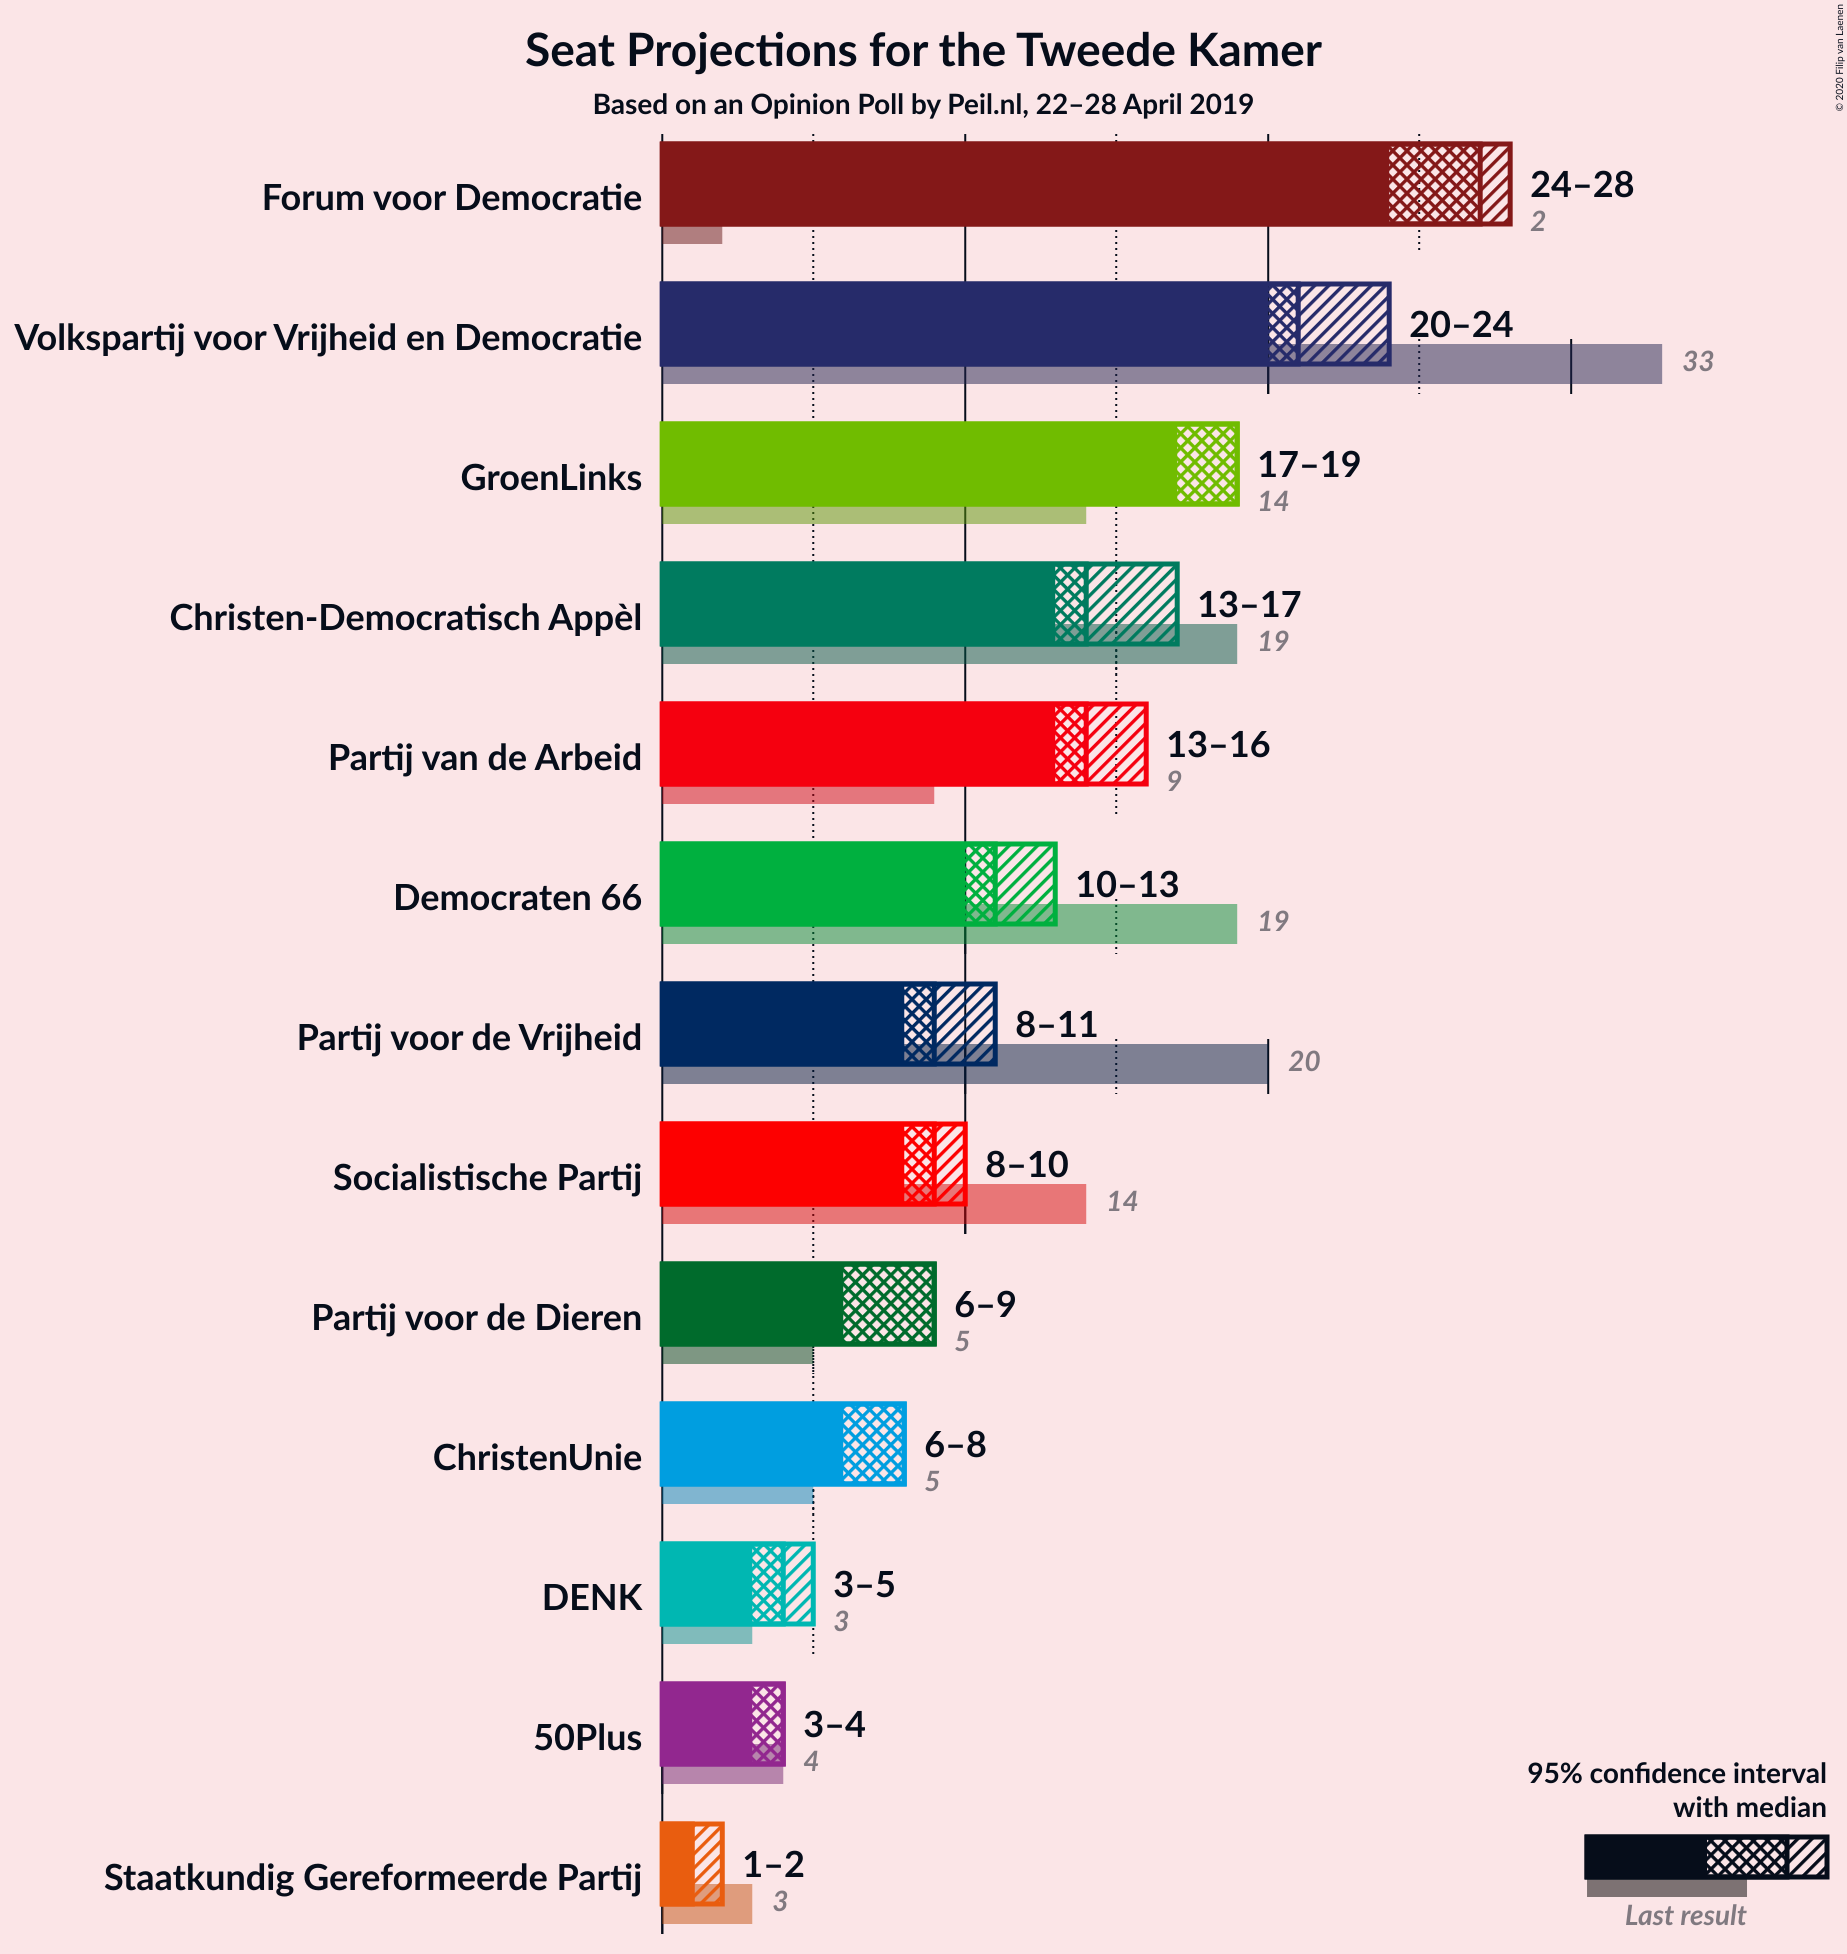 Seat Projections for the Tweede Kamer
Based on an Opinion Poll by Peil.nl, 22–28 April 2019
© 2020 Filip van Laenen
Forum voor Democratie
24–28
2
Volkspartij voor Vrijheid en Democratie
20–24
33
GroenLinks
17–19
14
Christen-Democratisch Appèl
13–17
19
Partij van de Arbeid
13–16
9
Democraten 66
10–13
19
Partij voor de Vrijheid
8–11
20
Socialistische Partij
8–10
14
Partij voor de Dieren
6–9
5
ChristenUnie
6–8
5
DENK
3–5
3
50Plus
3–4
4
Staatkundig Gereformeerde Partij
1–2
3
95% confidence interval
with median
Last result